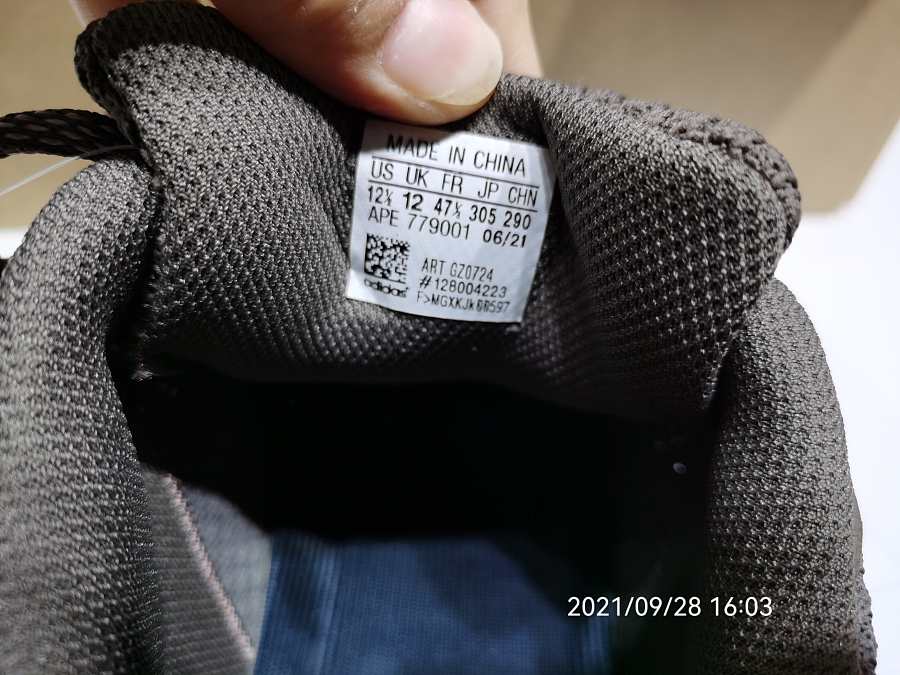 MADE IN CHINA
US UK FR JP CHN
12½ 12 47⅓ 305 290
APE 779001 06/21
ART GZ0724
#128004223
adidas
2021/09/28 16:03